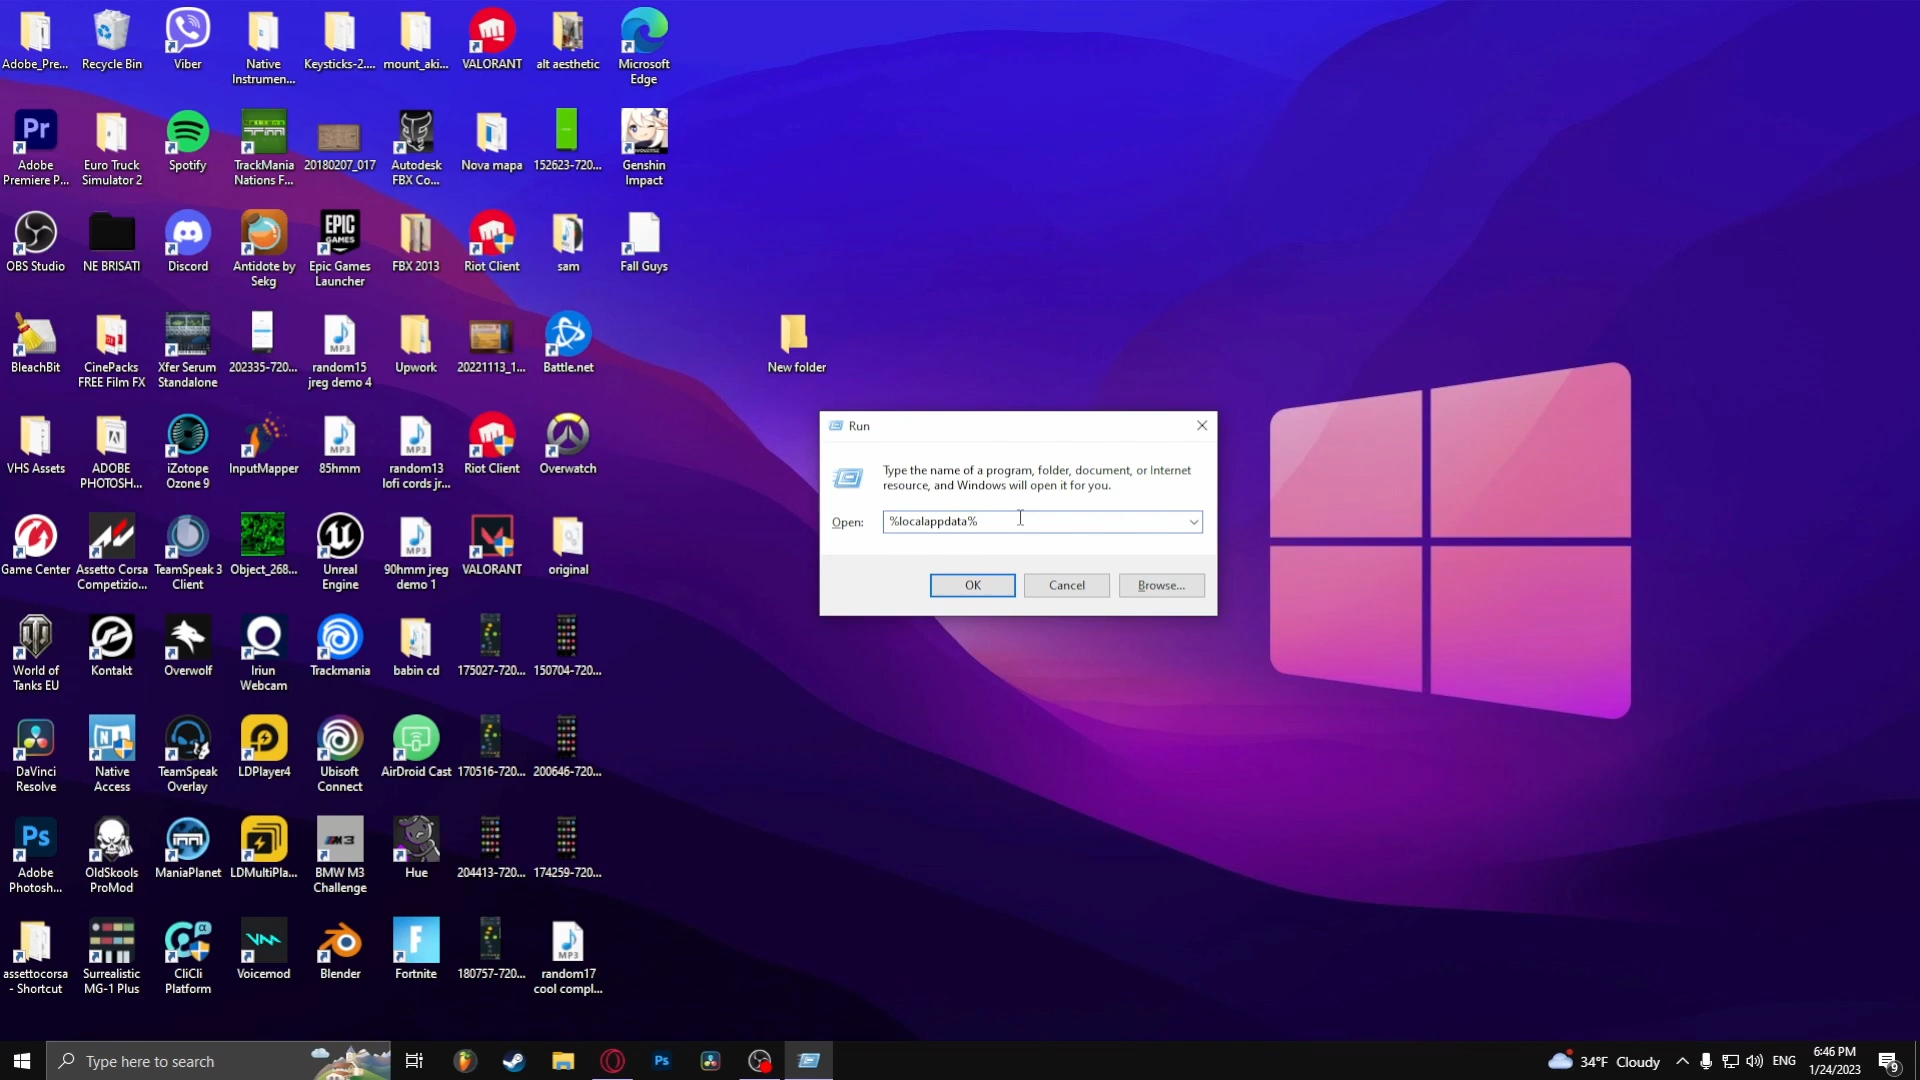 Adobe_Pre...
Recycle Bin
Viber
Native
Instrumen...
Keysticks-2....
mount_aki...
VALORANT
alt aesthetic
Microsoft
Edge
Pr
Adobe
Premiere P...
Euro Truck
Simulator 2
Spotify
TrackMania
Nations F...
20180207_017
Autodesk
FBX Co...
Nova mapa
152623-720...
Genshin
Impact
OBS Studio
NE BRISATI
Discord
Antidote by
Sekg
EPIC
GAMES
Epic Games
Launcher
FBX 2013
Riot Client
sam
Fall Guys
New folder
BleachBit
CinePacks
FREE Film FX
Xfer Serum
Standalone
202335-720...
MP3
random15
jreg demo 4
Upwork
20221113_1...
Battle.net
VHS Assets
ADOBE
PHOTOSH...
iZotope
Ozone 9
InputMapper
MP3
85hmm
MP3
random13
lofi cords jr...
Riot Client
Overwatch
Run
Type the name of a program, folder, document, or Internet
resource, and Windows will open it for you.
Open:
%localappdata%
OK
Cancel
Browse...
Game Center
Assetto Corsa
Competizio...
TeamSpeak 3
Client
Object_268...
Unreal
Engine
MP3
90hmm jreg
demo 1
VALORANT
original
World of
Tanks EU
Kontakt
Overwolf
Iriun
Webcam
Trackmania
babin cd
175027-720...
150704-720...
DaVinci
Resolve
Native
Access
TeamSpeak
Overlay
LDPlayer4
Ubisoft
Connect
AirDroid Cast
170516-720...
200646-720...
Ps
Adobe
Photosh...
OldSkools
ProMod
ManiaPlanet
LDMultiPla...
BMW M3
Challenge
Hue
204413-720...
174259-720...
assettocorsa
- Shortcut
Surrealistic
MG-1 Plus
CliCli
Platform
Voicemod
Blender
Fortnite
180757-720...
MP3
random17
cool compl...
Type here to search
Ps
34°F Cloudy
ENG
6:46 PM
1/24/2023
9